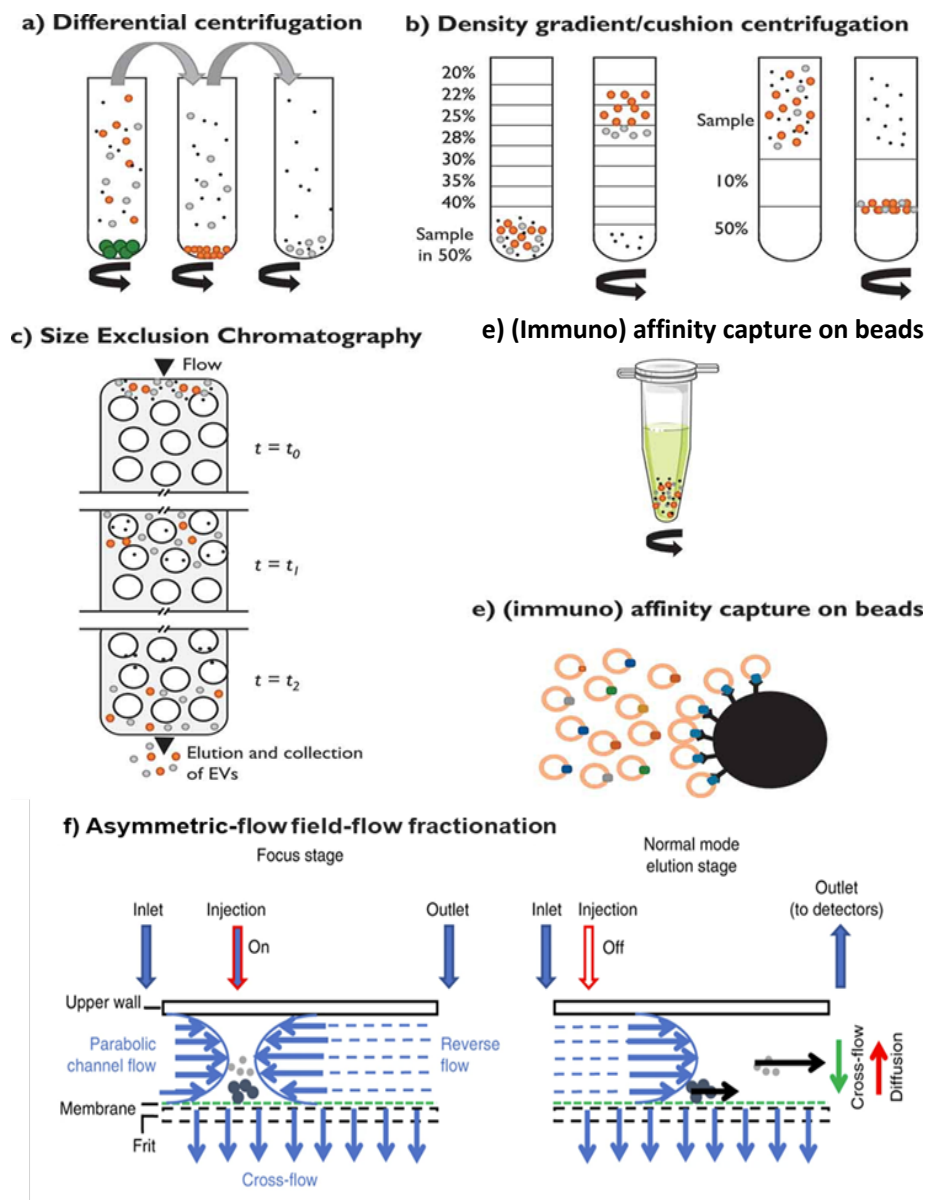 a) Differential centrifugation
b) Density gradient/cushion centrifugation
20%
22%
25%
28%
30%
35%
40%
Sample
in 50%
Sample
10%
50%
c) Size Exclusion Chromatography
Flow
t = t0
t = tI
t = t2
Elution and collection
of EVs
e) (Immuno) affinity capture on beads
e) (immuno) affinity capture on beads
f) Asymmetric-flow field-flow fractionation
Focus stage
Inlet
Injection
Outlet
On
Upper wall
Parabolic
channel flow
Reverse
flow
Membrane
Frit
Cross-flow
Normal mode
elution stage
Inlet
Injection
Outlet
(to detectors)
Off
Cross-flow
Diffusion